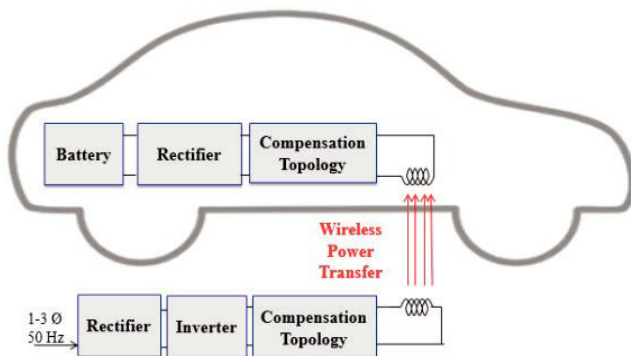 Battery
Rectifier
Compensation
Topology
Wireless
Power
Transfer
1-3 Ø
50 Hz
Rectifier
Inverter
Compensation
Topology